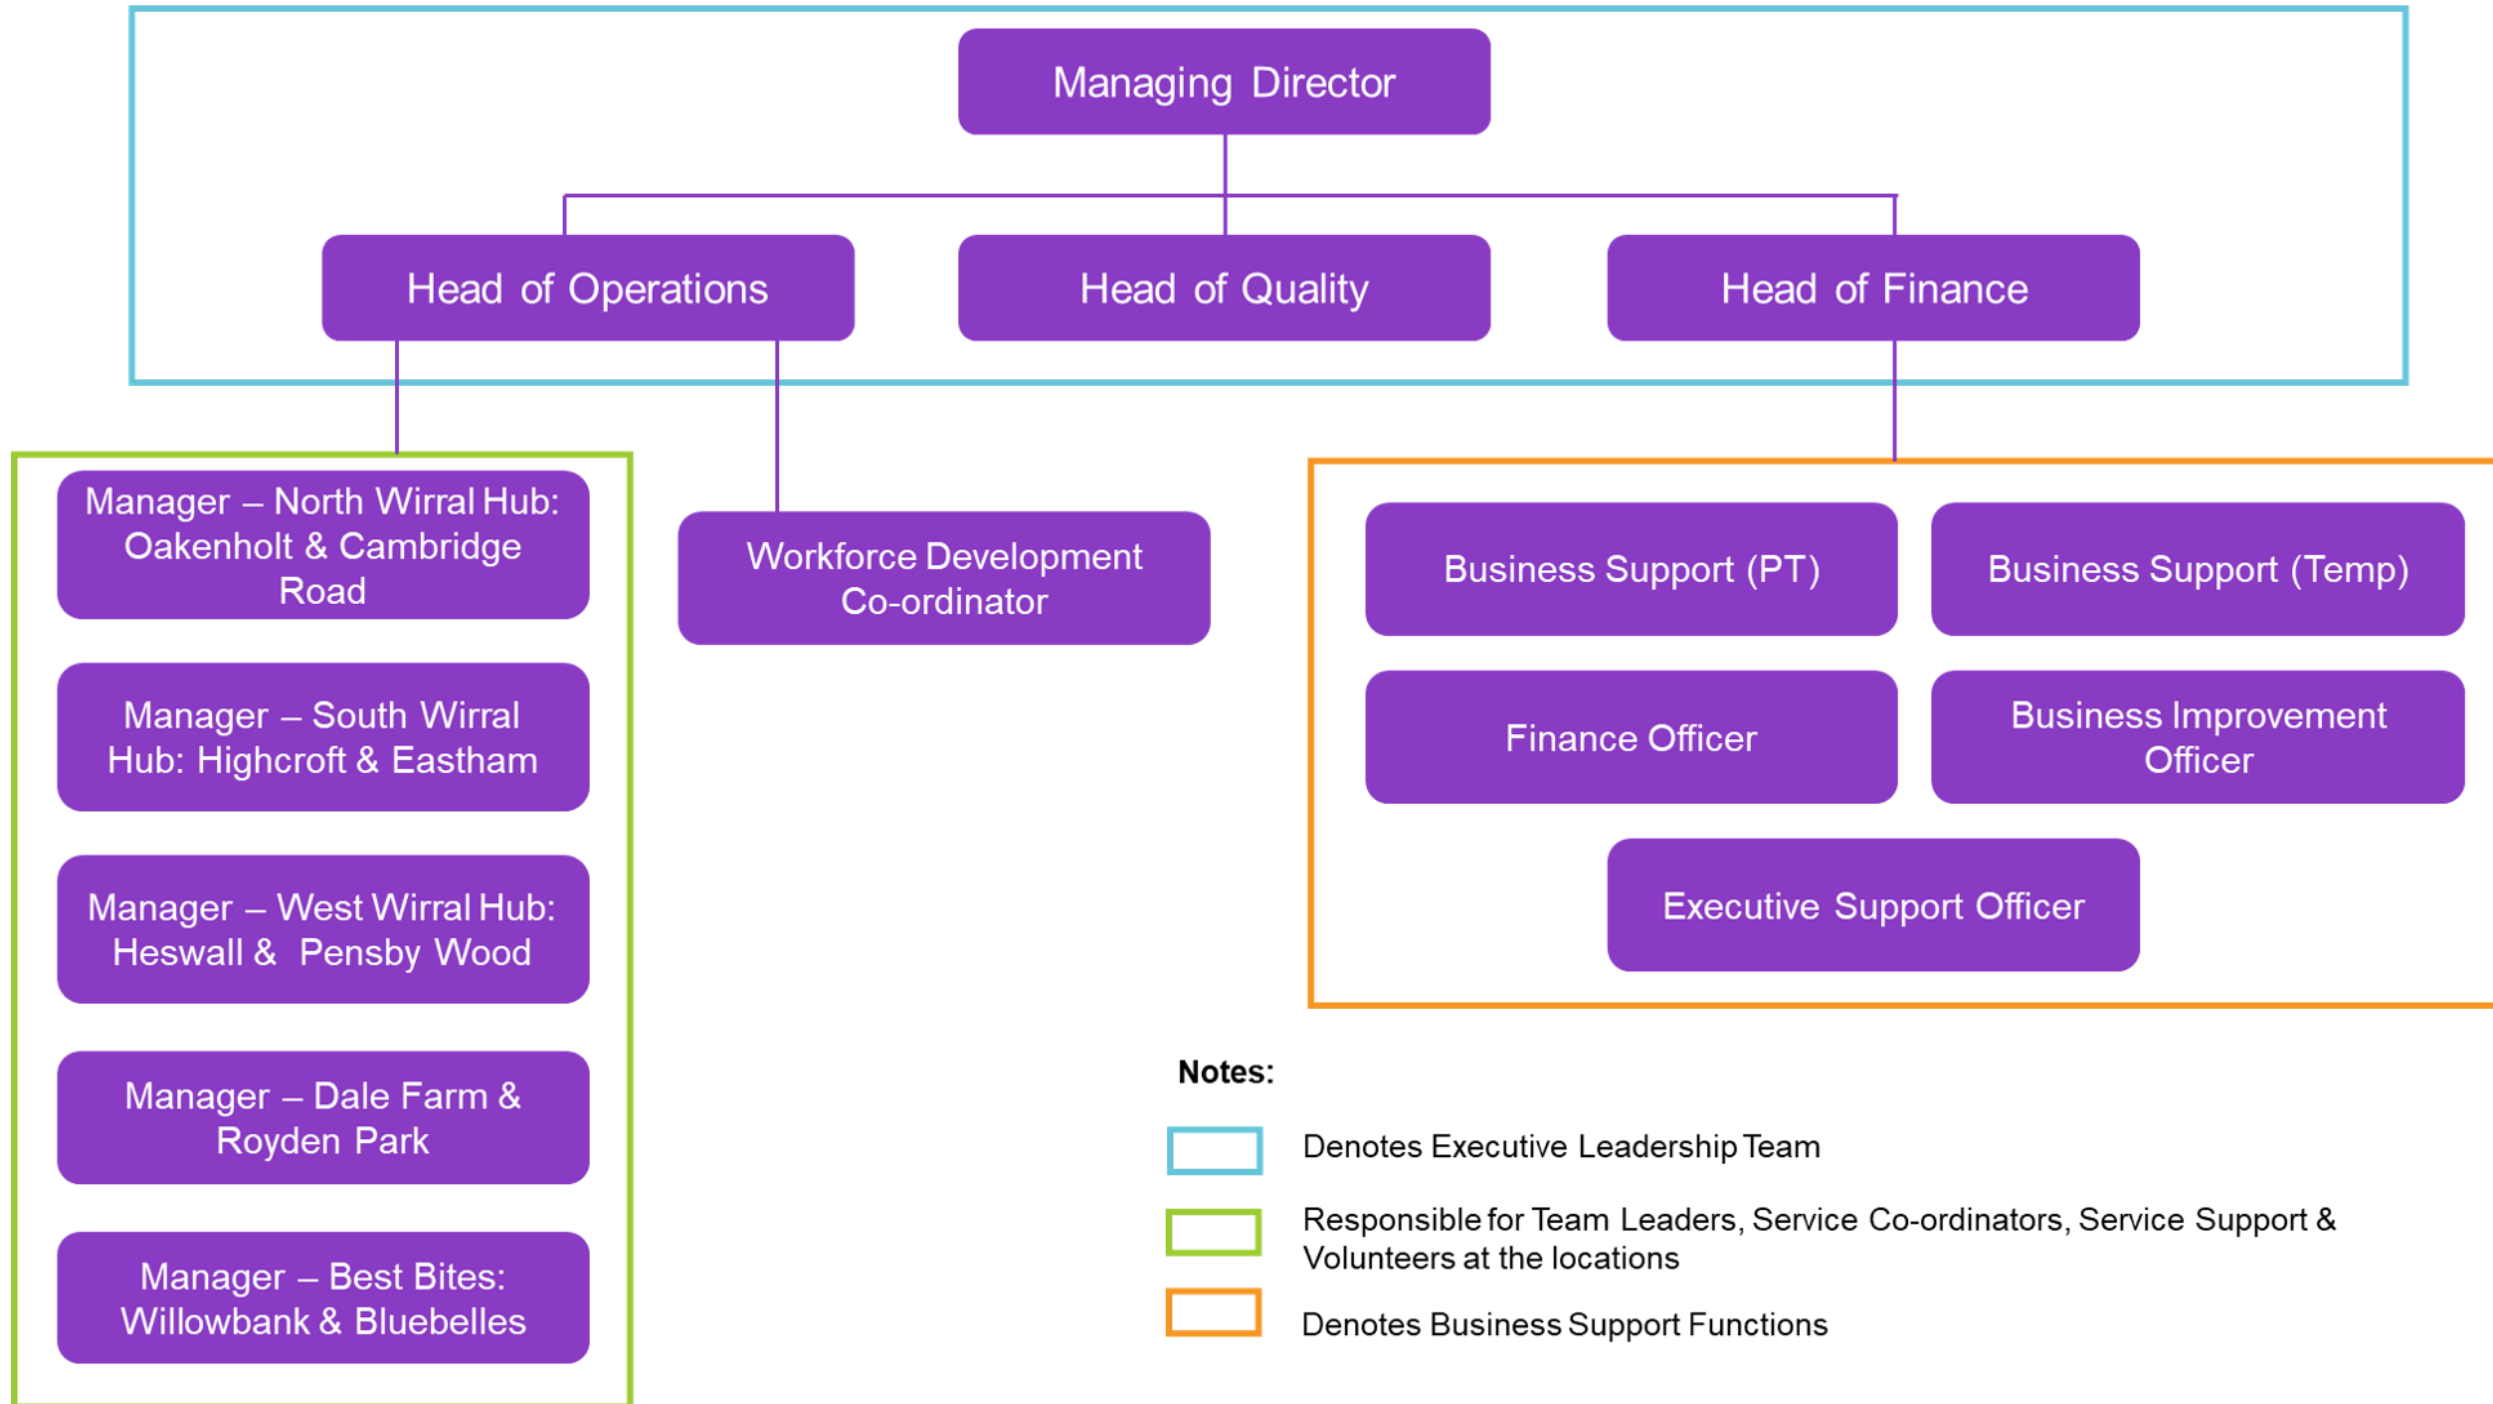 Managing Director
Head of Operations
Head of Quality
Head of Finance
Manager – North Wirral Hub:
Oakenholt & Cambridge
Road
Manager – South Wirral
Hub: Highcroft & Eastham
Manager – West Wirral Hub:
Heswall & Pensby Wood
Manager – Dale Farm &
Royden Park
Manager – Best Bites:
Willowbank & Bluebelles
Workforce Development
Co-ordinator
Business Support (PT)
Business Support (Temp)
Finance Officer
Business Improvement
Officer
Executive Support Officer
Notes:
Denotes Executive Leadership Team
Responsible for Team Leaders, Service Co-ordinators, Service Support &
Volunteers at the locations
Denotes Business Support Functions